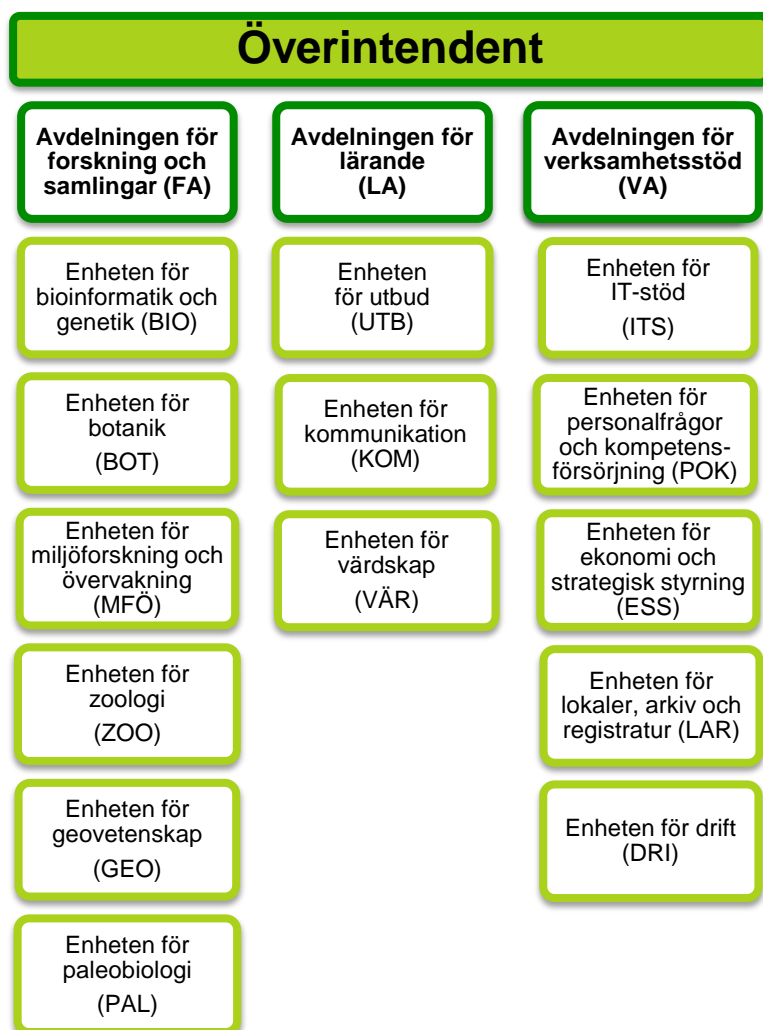 Överintendent
Avdelningen för
forskning och
samlingar (FA)
Enheten för
bioinformatik och
genetik (BIO)
Enheten för
botanik
(BOT)
Enheten för
miljöforskning och
övervakning
(MFÖ)
Enheten för
zoologi
(ZOO)
Enheten för
geovetenskap
(GEO)
Enheten för
paleobiologi
(PAL)
Avdelningen för
lärande
(LA)
Enheten
för utbud
(UTB)
Enheten för
kommunikation
(KOM)
Enheten för
värdskap
(VÄR)
Avdelningen för
verksamhetsstöd
(VA)
Enheten för
IT-stöd
(ITS)
Enheten för
personalfrågor
och kompetens-
försörjning (POK)
Enheten för
ekonomi och
strategisk styrning
(ESS)
Enheten för
lokaler, arkiv och
registratur (LAR)
Enheten för drift
(DRI)